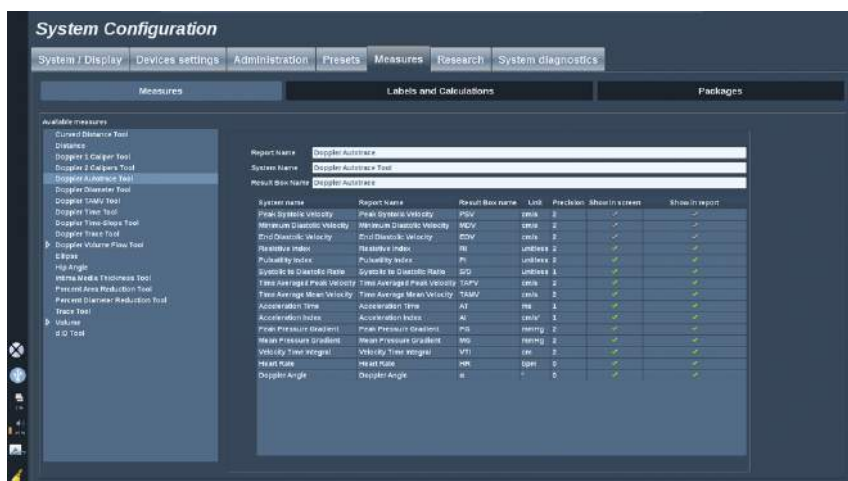 System Configuration
System / Display Devices settings Administration Presets Measures Research System diagnostics
Measures Labels and Calculations Packages
Available measures
Curved Distance Tool
Distance
Doppler 1 Caliper Tool
Doppler 2 Calipers Tool
Doppler Autotrace Tool
Doppler Diameter Tool
Doppler TAMV Tool
Doppler Time Tool
Doppler Time-Slope Tool
Doppler Trace Tool
Doppler Volume Flow Tool
Ellipse
Hip Angle
Intima Media Thickness Tool
Percent Area Reduction Tool
Percent Diameter Reduction Tool
Trace Tool
Volume
d:D Tool
Report Name Doppler Autotrace
System Name Doppler Autotrace Tool
Result Box Name Doppler Autotrace
System name Report Name Result Box name Unit Precision Show in screen Show in report
Peak Systolic Velocity Peak Systolic Velocity PSV cm/s 2
Minimum Diastolic Velocity Minimum Diastolic Velocity MDV cm/s 2
End Diastolic Velocity End Diastolic Velocity EDV cm/s 2
Resistive Index Resistive Index RI unitless 2
Pulsatility Index Pulsatility Index PI unitless 2
Systolic to Diastolic Ratio Systolic to Diastolic Ratio S/D unitless 1
Time Averaged Peak Velocity Time Averaged Peak Velocity TAPV cm/s 2
Time Average Mean Velocity Time Average Mean Velocity TAMV cm/s 2
Acceleration Time Acceleration Time AT ms 1
Acceleration Index Acceleration Index AI cm/s² 1
Peak Pressure Gradient Peak Pressure Gradient PG mmHg 2
Mean Pressure Gradient Mean Pressure Gradient MG mmHg 2
Velocity Time Integral Velocity Time Integral VTI cm 2
Heart Rate Heart Rate HR bpm 0
Doppler Angle Doppler Angle α ° 0